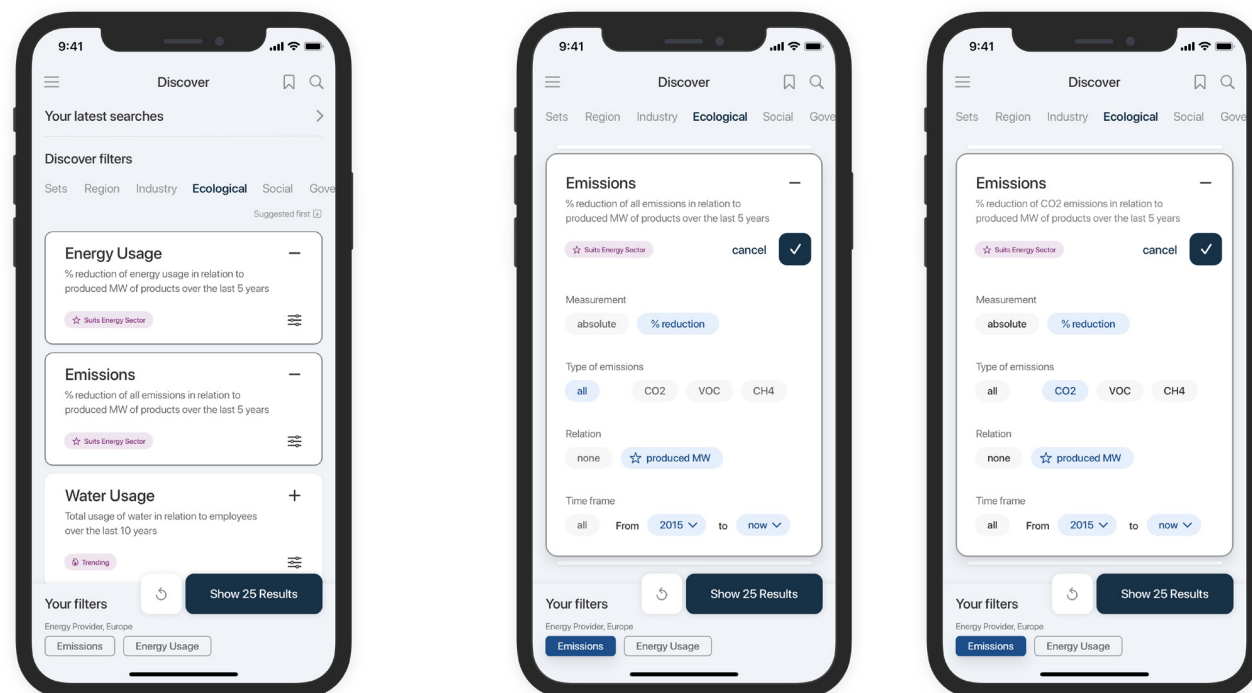 9:41
Discover
Your latest searches
Discover filters
Sets Region Industry Ecological Social Gove
Suggested first
Energy Usage
% reduction of energy usage in relation to
produced MW of products over the last 5 years
Suits Energy Sector
Emissions
% reduction of all emissions in relation to
produced MW of products over the last 5 years
Suits Energy Sector
Water Usage
Total usage of water in relation to employees
over the last 10 years
Trending
Your filters
Show 25 Results
Energy Provider, Europe
Emissions Energy Usage
9:41
Discover
Sets Region Industry Ecological Social Gove
Emissions
% reduction of all emissions in relation to
produced MW of products over the last 5 years
Suits Energy Sector cancel
Measurement
absolute % reduction
Type of emissions
all CO2 VOC CH4
Relation
none produced MW
Time frame
all From 2015 to now
Your filters
Show 25 Results
Energy Provider, Europe
Emissions Energy Usage
9:41
Discover
Sets Region Industry Ecological Social Gove
Emissions
% reduction of CO2 emissions in relation to
produced MW of products over the last 5 years
Suits Energy Sector cancel
Measurement
absolute % reduction
Type of emissions
all CO2 VOC CH4
Relation
none produced MW
Time frame
all From 2015 to now
Your filters
Show 25 Results
Energy Provider, Europe
Emissions Energy Usage